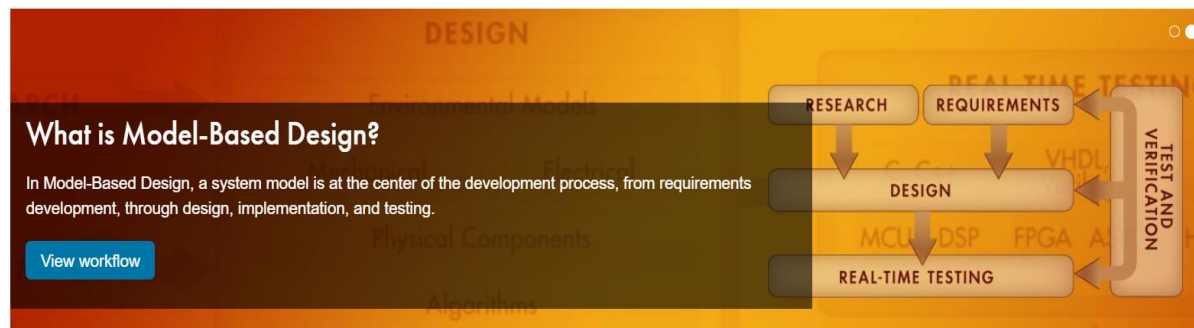 DESIGN
Environmental Models
Electrical
Physical Components
Algorithms
What is Model-Based Design?
In Model-Based Design, a system model is at the center of the development process, from requirements
development, through design, implementation, and testing.
View workflow
RESEARCH
REQUIREMENTS
DESIGN
REAL-TIME TESTING
TEST AND
VERIFICATION
MCU DSP FPGA
VHDL,